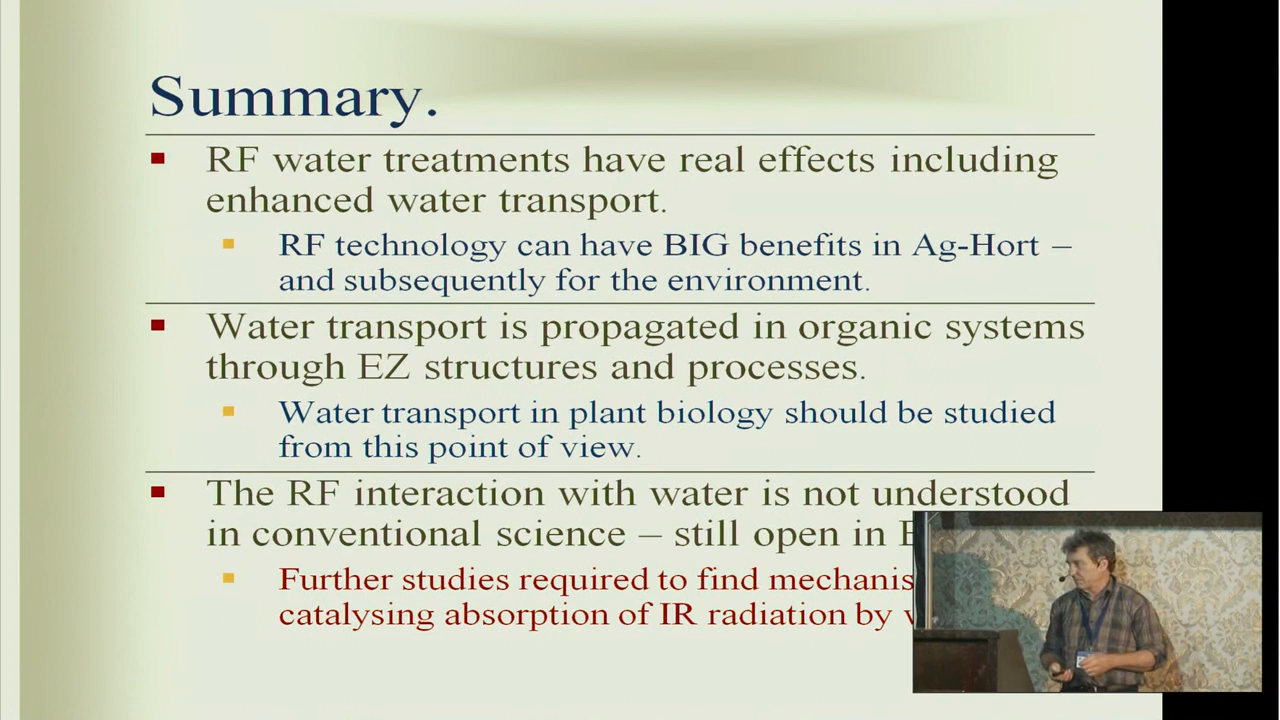 Summary.
RF water treatments have real effects including
enhanced water transport.
RF technology can have BIG benefits in Ag-Hort –
and subsequently for the environment.
Water transport is propagated in organic systems
through EZ structures and processes.
Water transport in plant biology should be studied
from this point of view.
The RF interaction with water is not understood
in conventional science – still open in
Further studies required to find
catalysing absorption of IR radiation by